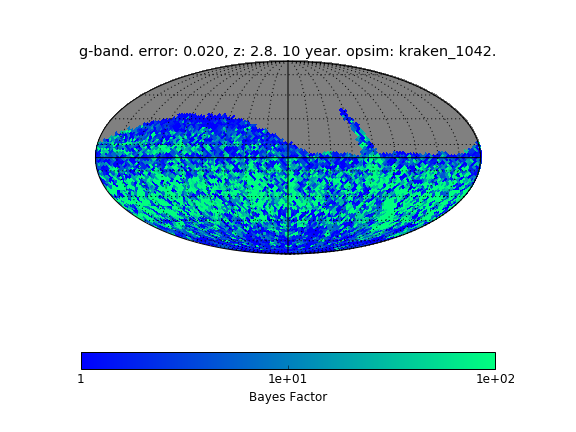 g-band. error: 0.020, z: 2.8. 10 year. opsim: kraken_1042.
1 1e+01 1e+02
Bayes Factor